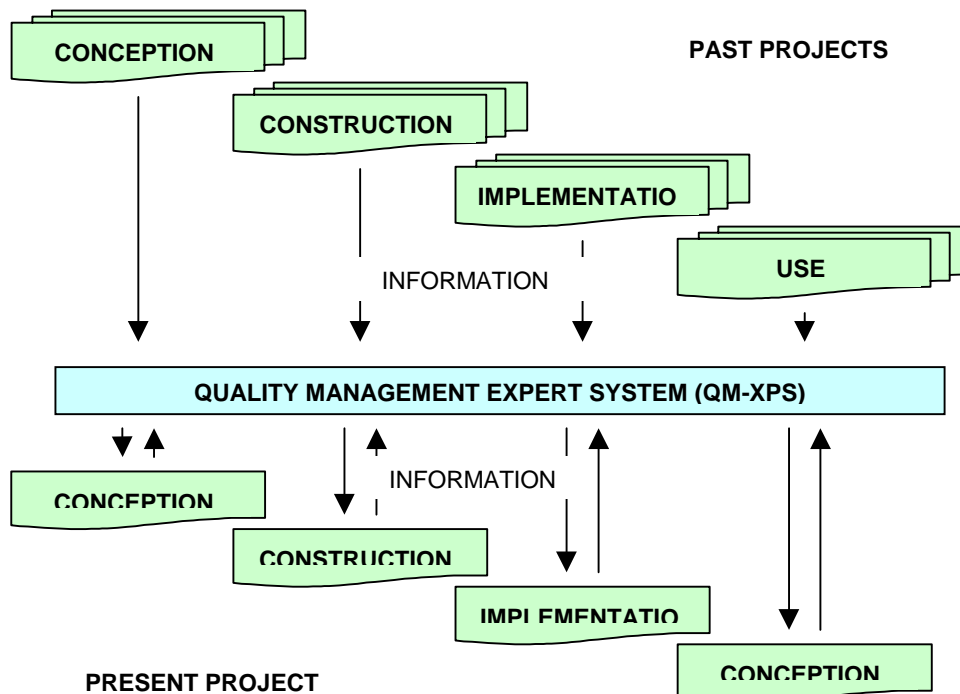 CONCEPTION
PAST PROJECTS
CONSTRUCTION
IMPLEMENTATIO
USE
INFORMATION
QUALITY MANAGEMENT EXPERT SYSTEM (QM-XPS)
INFORMATION
CONCEPTION
CONSTRUCTION
IMPLEMENTATIO
CONCEPTION
PRESENT PROJECT